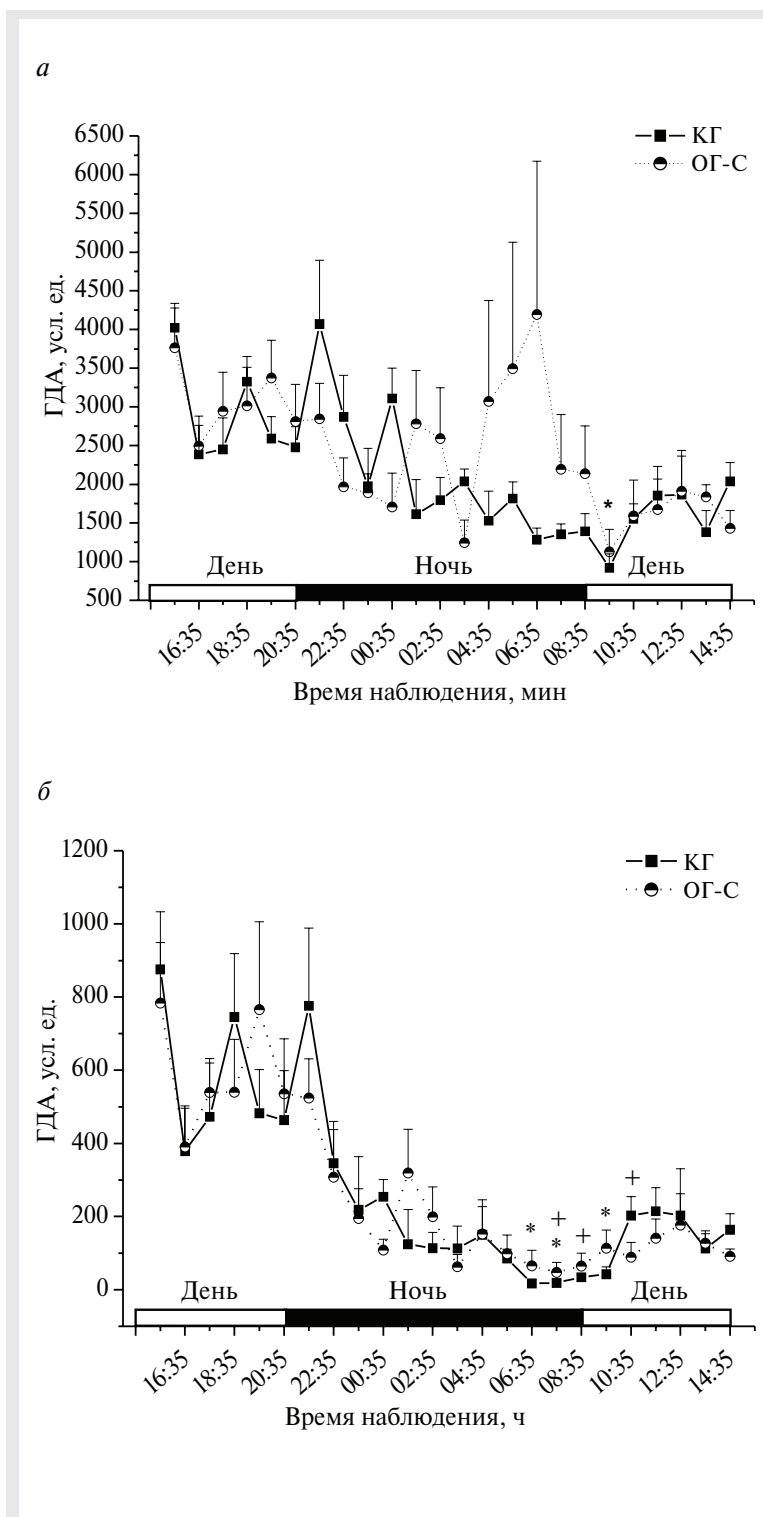 а
6500
6000
5500
5000
4500
4000
3500
3000
2500
2000
1500
1000
500
ГДА, усл. ед.
КГ
ОГ-С
*
День Ночь День
16:35 18:35 20:35 22:35 00:35 02:35 04:35 06:35 08:35 10:35 12:35 14:35
Время наблюдения, мин
б
1200
1000
800
600
400
200
0
ГДА, усл. ед.
КГ
ОГ-С
+
* + + *
*
День Ночь День
16:35 18:35 20:35 22:35 00:35 02:35 04:35 06:35 08:35 10:35 12:35 14:35
Время наблюдения, ч